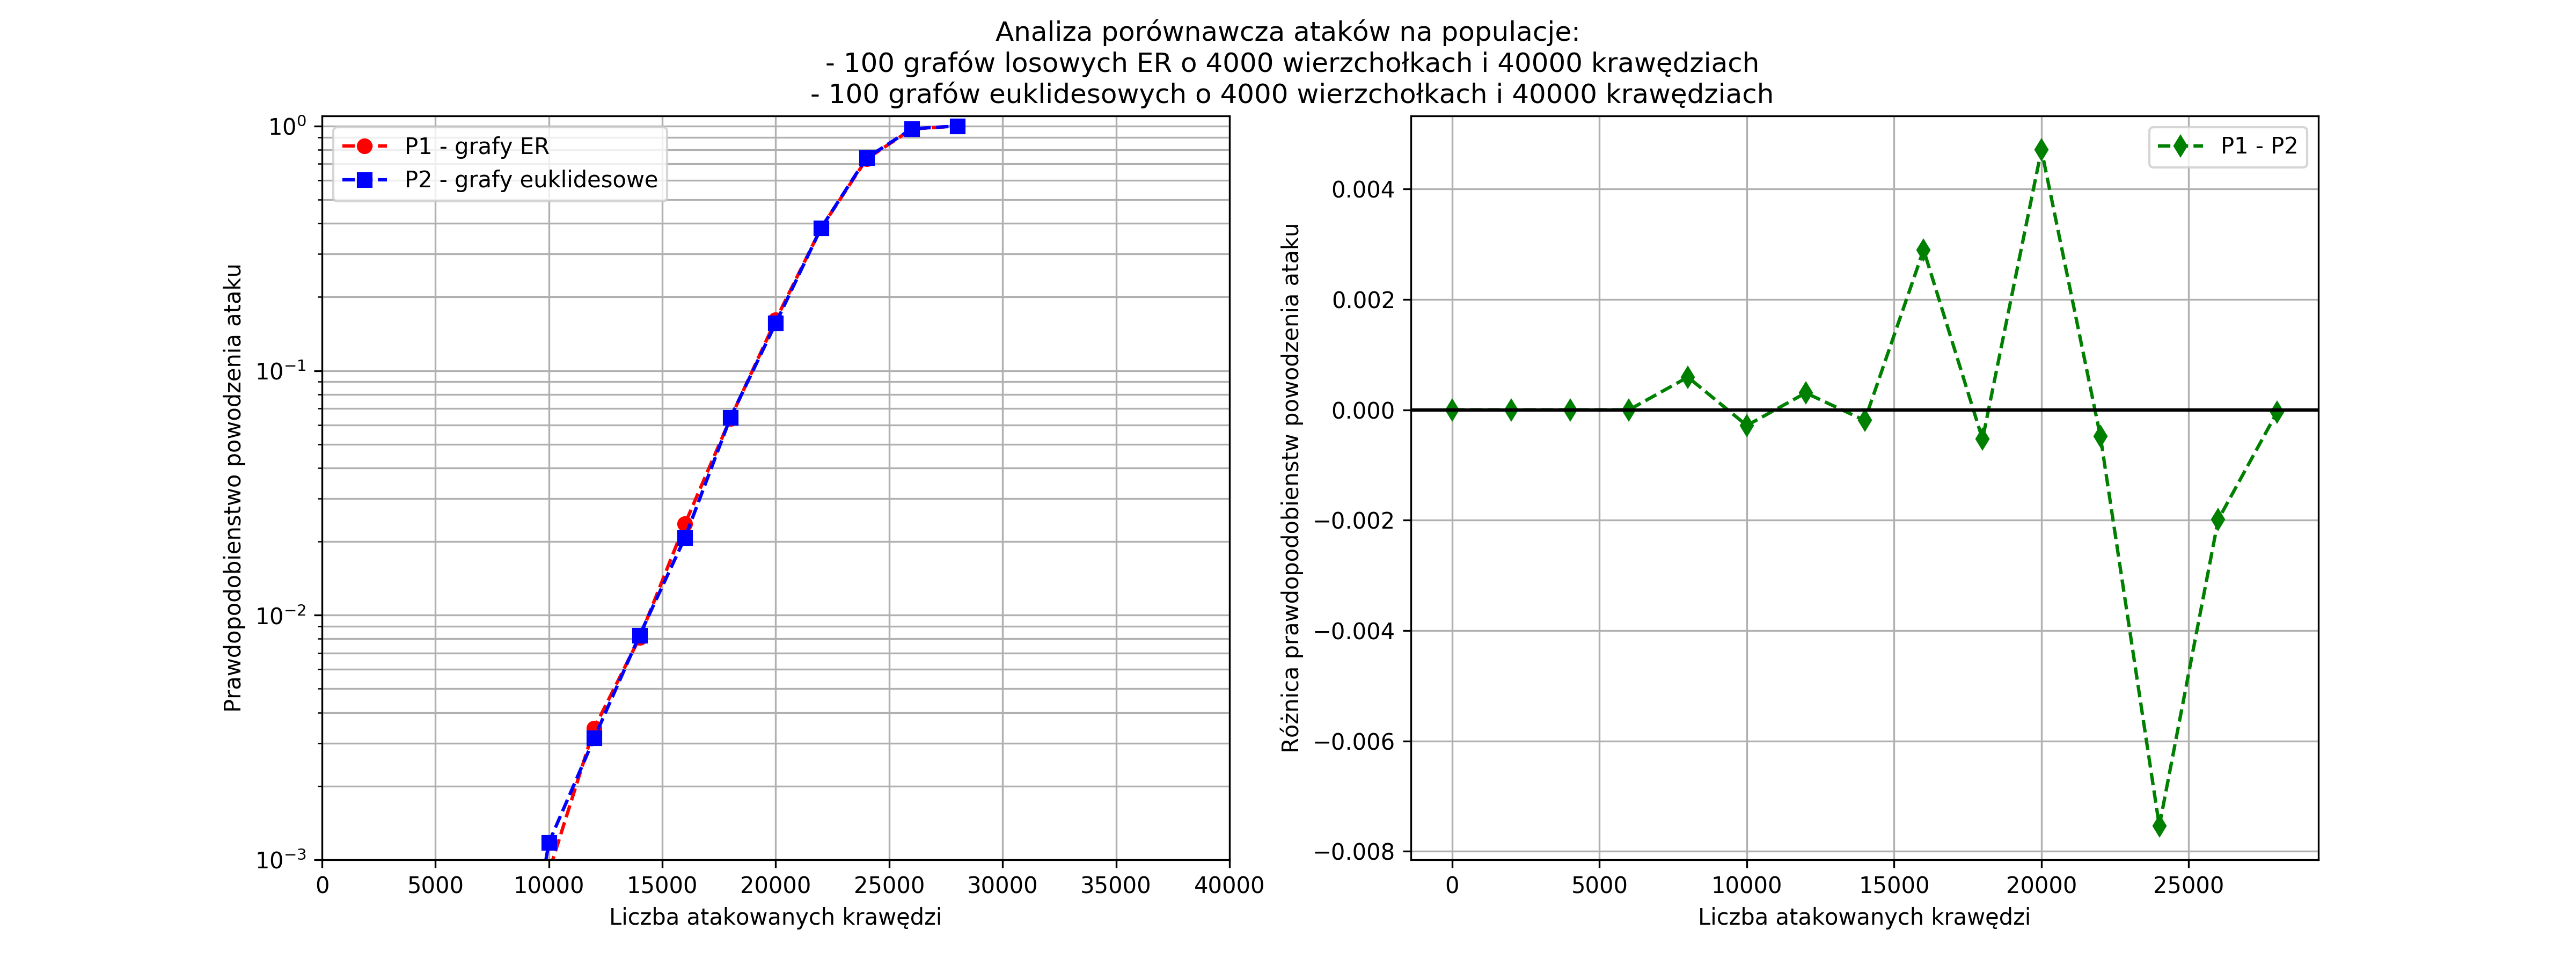 Analiza porównawcza ataków na populacje:
- 100 grafów losowych ER o 4000 wierzchołkach i 40000 krawędziach
- 100 grafów euklidesowych o 4000 wierzchołkach i 40000 krawędziach
Prawdopodobienstwo powodzenia ataku
10⁰
10⁻¹
10⁻²
10⁻³
P1 - grafy ER
P2 - grafy euklidesowe
0 5000 10000 15000 20000 25000 30000 35000 40000
Liczba atakowanych krawędzi
Różnica prawdopodobienstw powodzenia ataku
0.004
0.002
0.000
−0.002
−0.004
−0.006
−0.008
P1 - P2
0 5000 10000 15000 20000 25000
Liczba atakowanych krawędzi